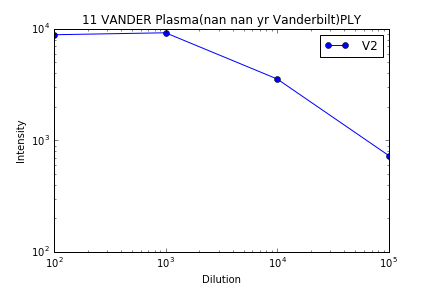 11 VANDER Plasma(nan nan yr Vanderbilt)PLY
V2
10^4
10^3
10^2
Intensity
10^2 10^3 10^4 10^5
Dilution